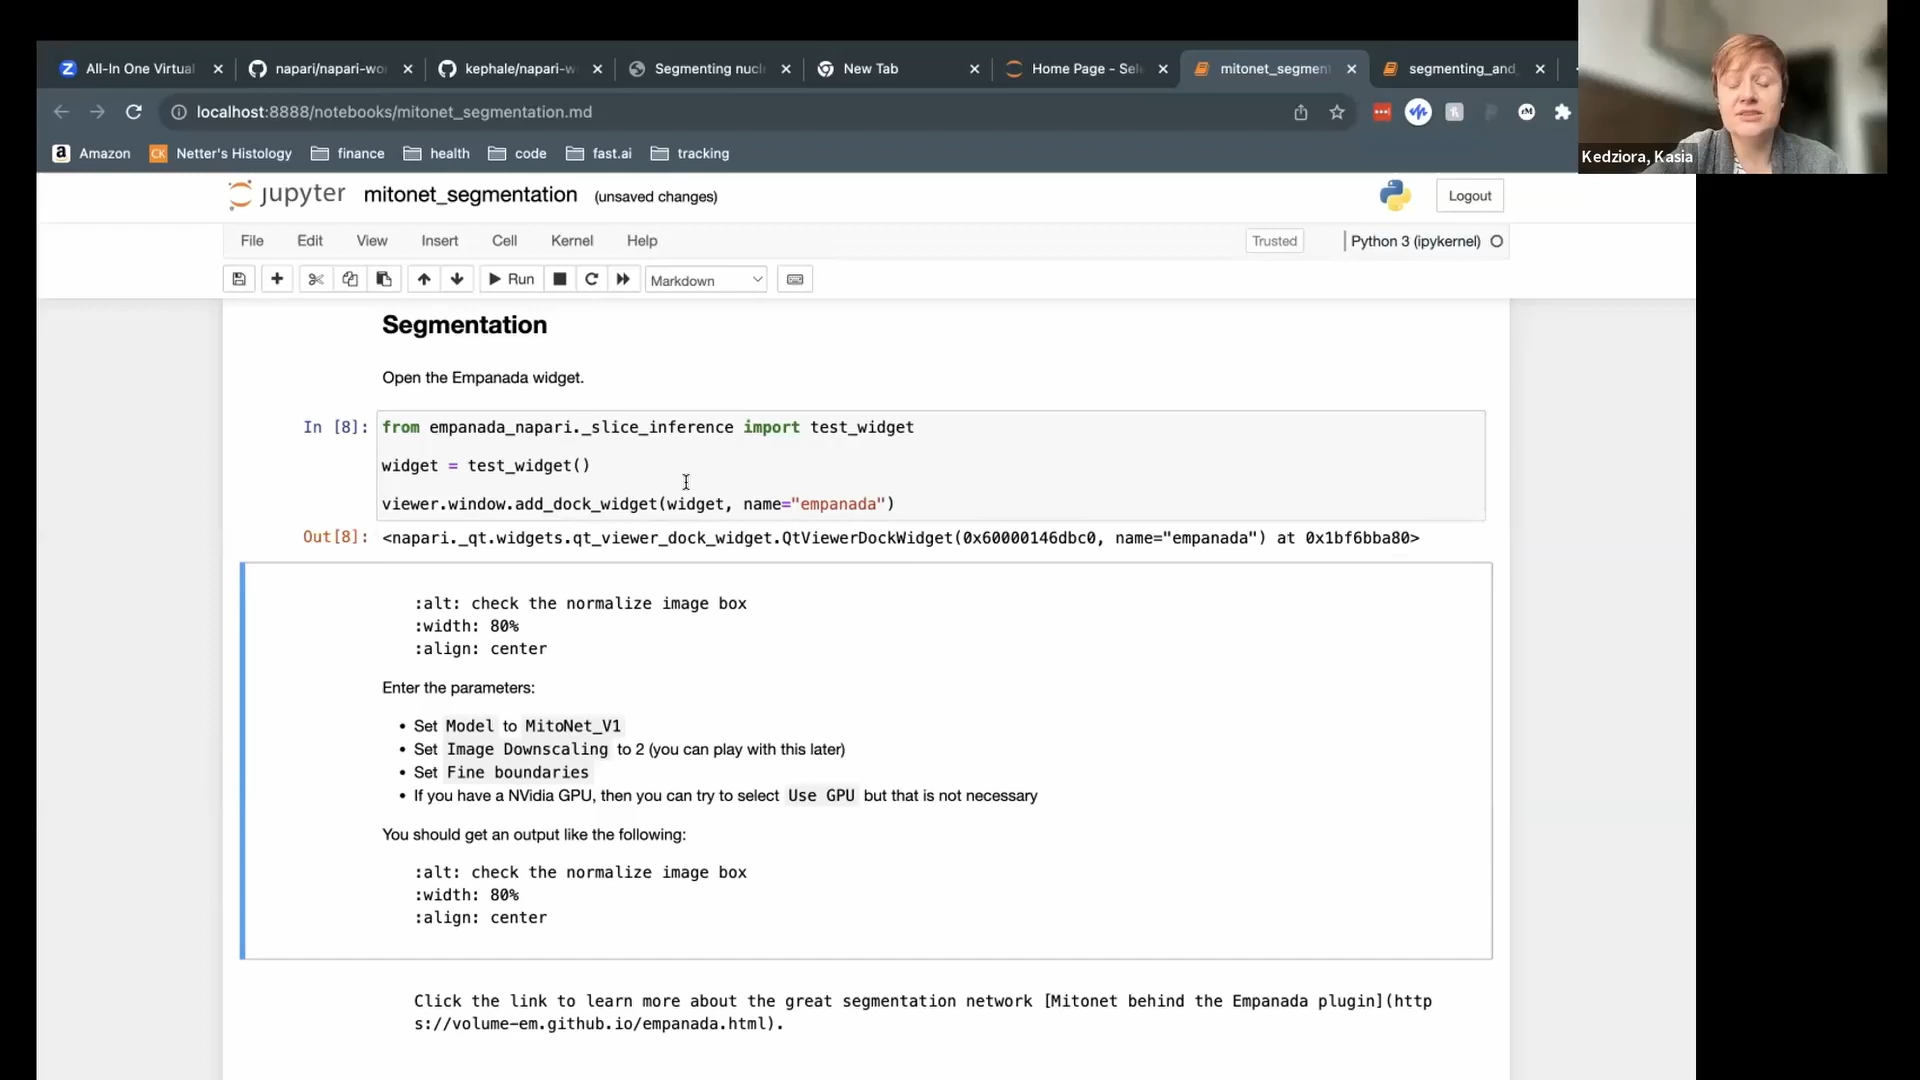 All-In One Virtual
napari/napari-wo
kephale/napari-w
Segmenting nucl
New Tab
Home Page - Sel
mitonet_segment
segmenting_and_
localhost:8888/notebooks/mitonet_segmentation.md
Kedziora, Kasia
Amazon
Netter's Histology
finance
health
code
fast.ai
tracking
jupyter mitonet_segmentation (unsaved changes)
Logout
File Edit View Insert Cell Kernel Help
Trusted
Python 3 (ipykernel)
Run
Markdown
Segmentation
Open the Empanada widget.
In [8]: from empanada_napari._slice_inference import test_widget
widget = test_widget()
viewer.window.add_dock_widget(widget, name="empanada")
Out[8]: <napari._qt.widgets.qt_viewer_dock_widget.QtViewerDockWidget(0x60000146dbc0, name="empanada") at 0x1bf6bba80>
:alt: check the normalize image box
:width: 80%
:align: center
Enter the parameters:
• Set Model to MitoNet_V1
• Set Image Downscaling to 2 (you can play with this later)
• Set Fine boundaries
• If you have a NVidia GPU, then you can try to select Use GPU but that is not necessary
You should get an output like the following:
:alt: check the normalize image box
:width: 80%
:align: center
Click the link to learn more about the great segmentation network [Mitonet behind the Empanada plugin](http
s://volume-em.github.io/empanada.html).